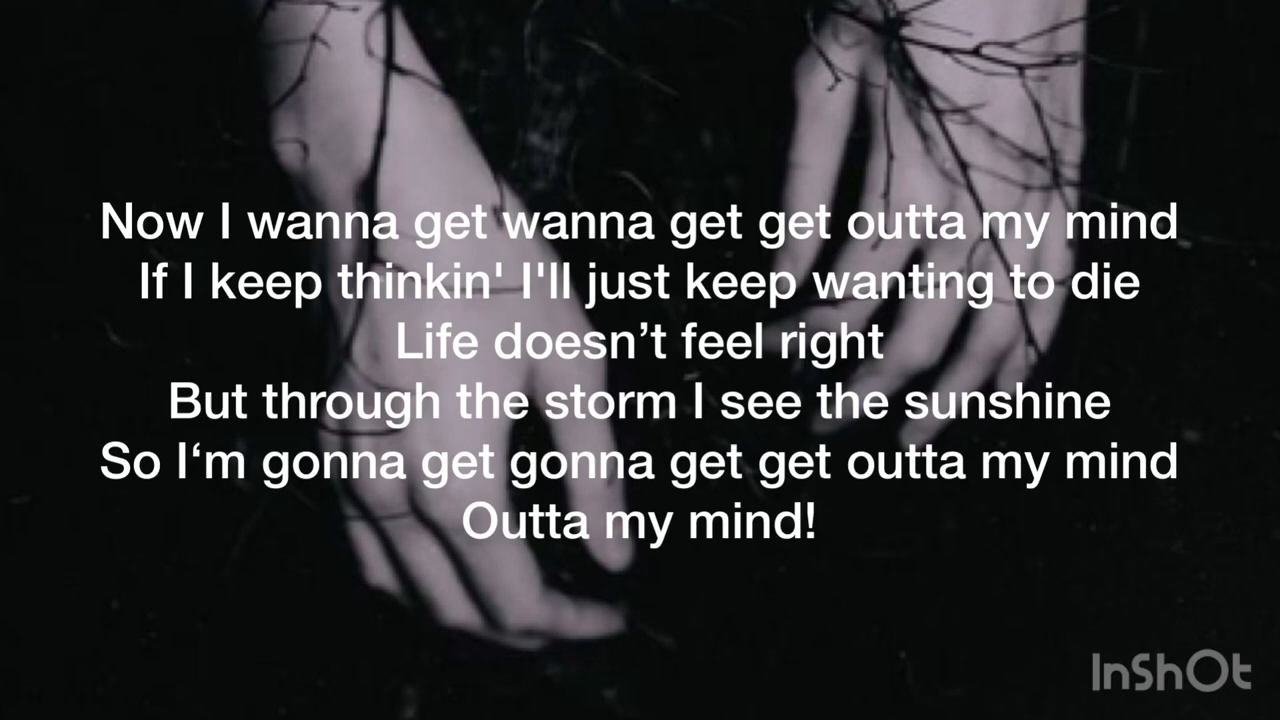 Now I wanna get wanna get get outta my mind
If I keep thinkin' I'll just keep wanting to die
Life doesn’t feel right
But through the storm I see the sunshine
So I‘m gonna get gonna get get outta my mind
Outta my mind!
InShOt